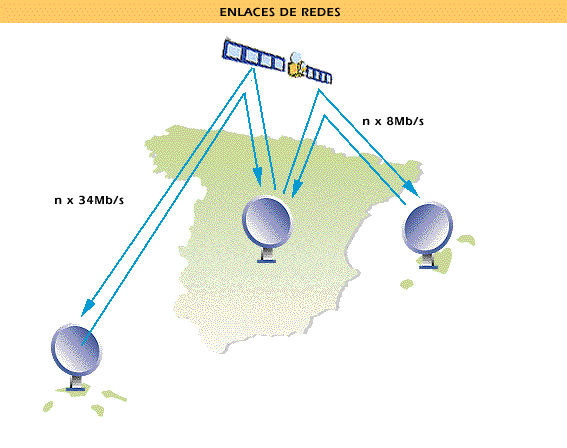 ENLACES DE REDES
n x 8Mb/s
n x 34Mb/s